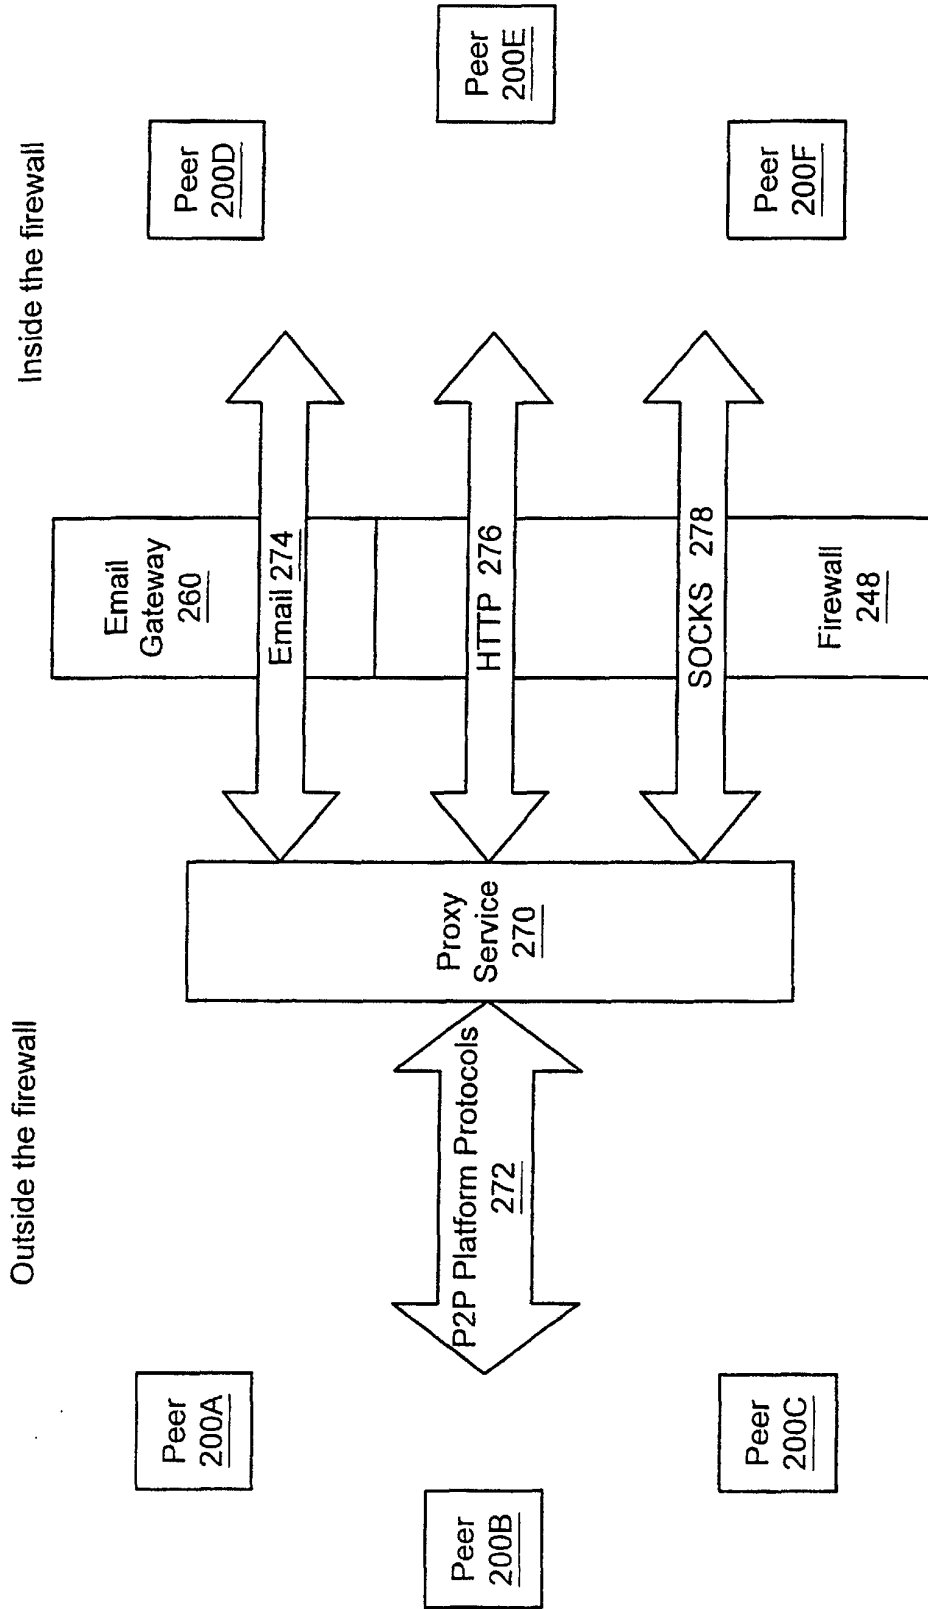 Outside the firewall
Inside the firewall
Peer
200A
Peer
200B
Peer
200C
P2P Platform Protocols
272
Proxy
Service
270
Email
Gateway
260
Email 274
HTTP 276
SOCKS 278
Firewall
248
Peer
200D
Peer
200E
Peer
200F